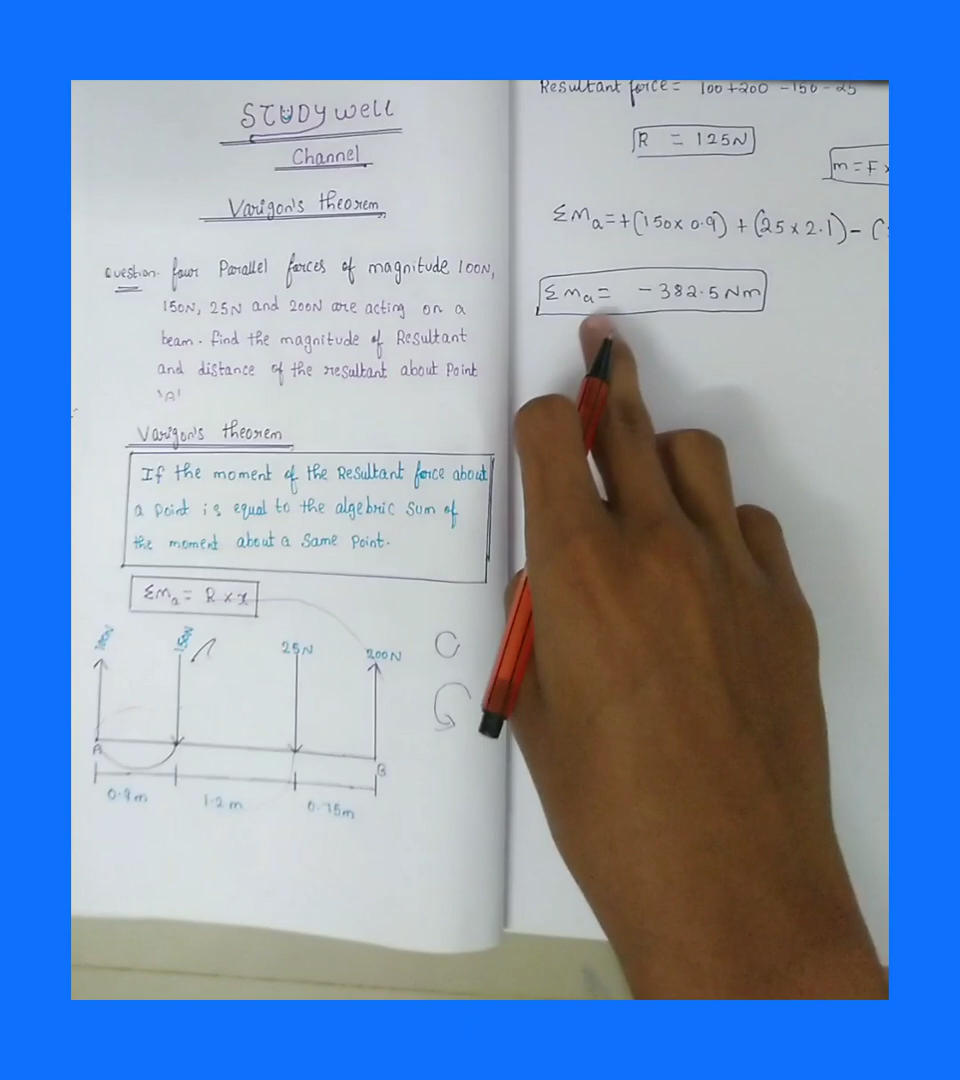 STUDY well
Channel
Varigon's theorem
Question. four Parallel forces of magnitude 100N,
150N, 25N and 200N are acting on a
beam. find the magnitude of Resultant
and distance of the resultant about Point
'A'
Varigon's theorem
If the moment of the Resultant force about
a point is equal to the algebric Sum of
the moment about a Same Point.
Σma = R × x
100N
150N
25N
200N
A
B
0.9m
1.2m
0.75m
Resultant force = 100 +200 -150 - 25
R = 125N
m = F ×
ΣMa = +(150 x 0.9) + (25 x 2.1) - (
Σma = - 382.5 Nm